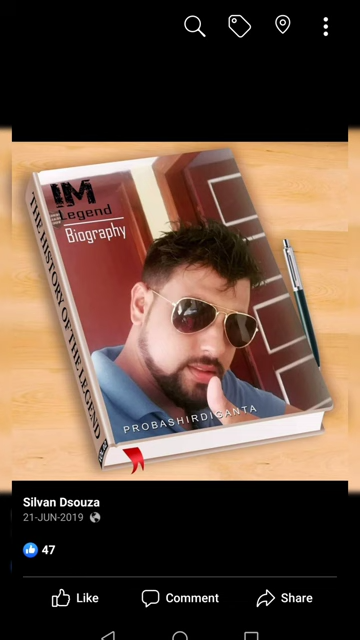 IM
Legend
Biography
THE HISTORY OF THE LEGEND
PROBASHIRDIGANTA
Silvan Dsouza
21-JUN-2019
47
Like
Comment
Share